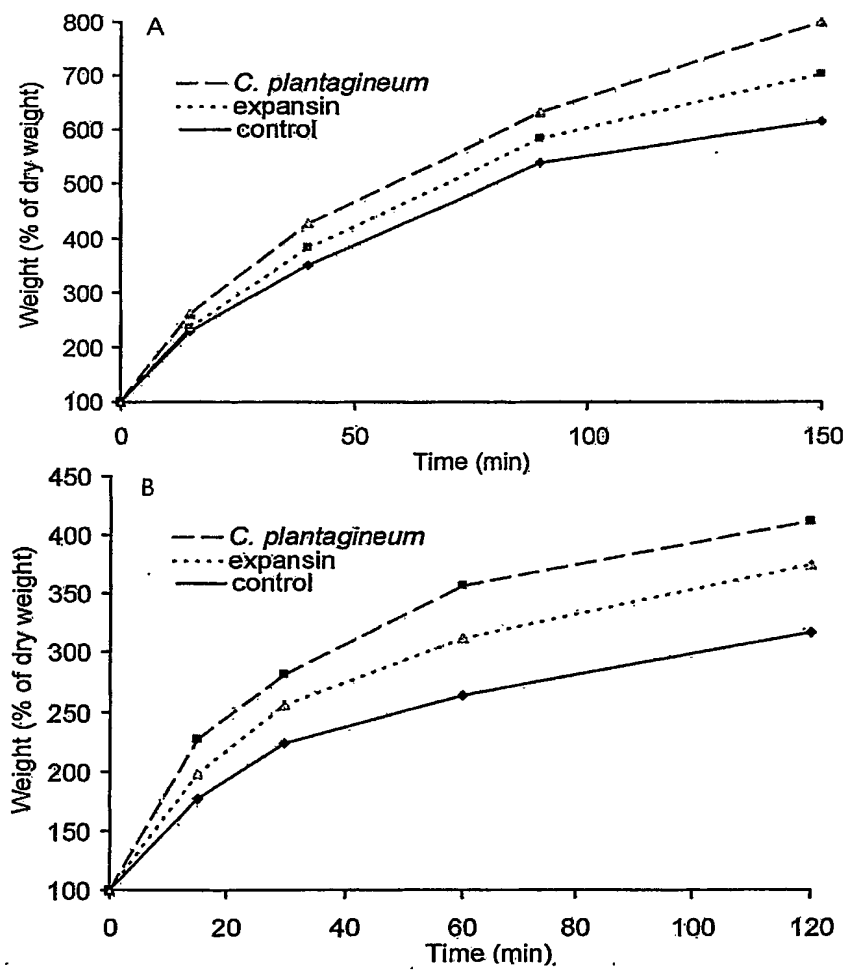 A
800
700
600
500
400
300
200
100
Weight (% of dry weight)
C. plantagineum
expansin
control
0 50 100 150
Time (min)
B
450
400
350
300
250
200
150
100
Weight (% of dry weight)
C. plantagineum
expansin
control
0 20 40 60 80 100 120
Time (min)